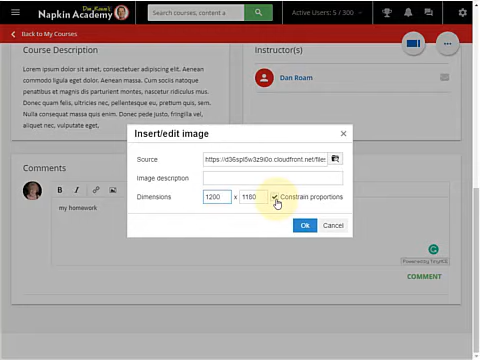 Dan Roam's
Napkin Academy
Search courses, content a
Active Users: 5 / 300
Back to My Courses
Course Description
Instructor(s)
Lorem ipsum dolor sit amet, consectetuer adipiscing elit. Aenean
commodo ligula eget dolor. Aenean massa. Cum sociis natoque
penatibus et magnis dis parturient montes, nascetur ridiculus mus.
Donec quam felis, ultricies nec, pellentesque eu, pretium quis, sem.
Nulla consequat massa quis enim. Donec pede justo, fringilla vel,
aliquet nec, vulputate eget,
Dan Roam
Insert/edit image
Source
https://d36spl5w3z9i0o.cloudfront.net/files
Image description
Dimensions
1200 x 1180
Constrain proportions
Ok
Cancel
Comments
B I
my homework
Powered by TinyMCE
COMMENT